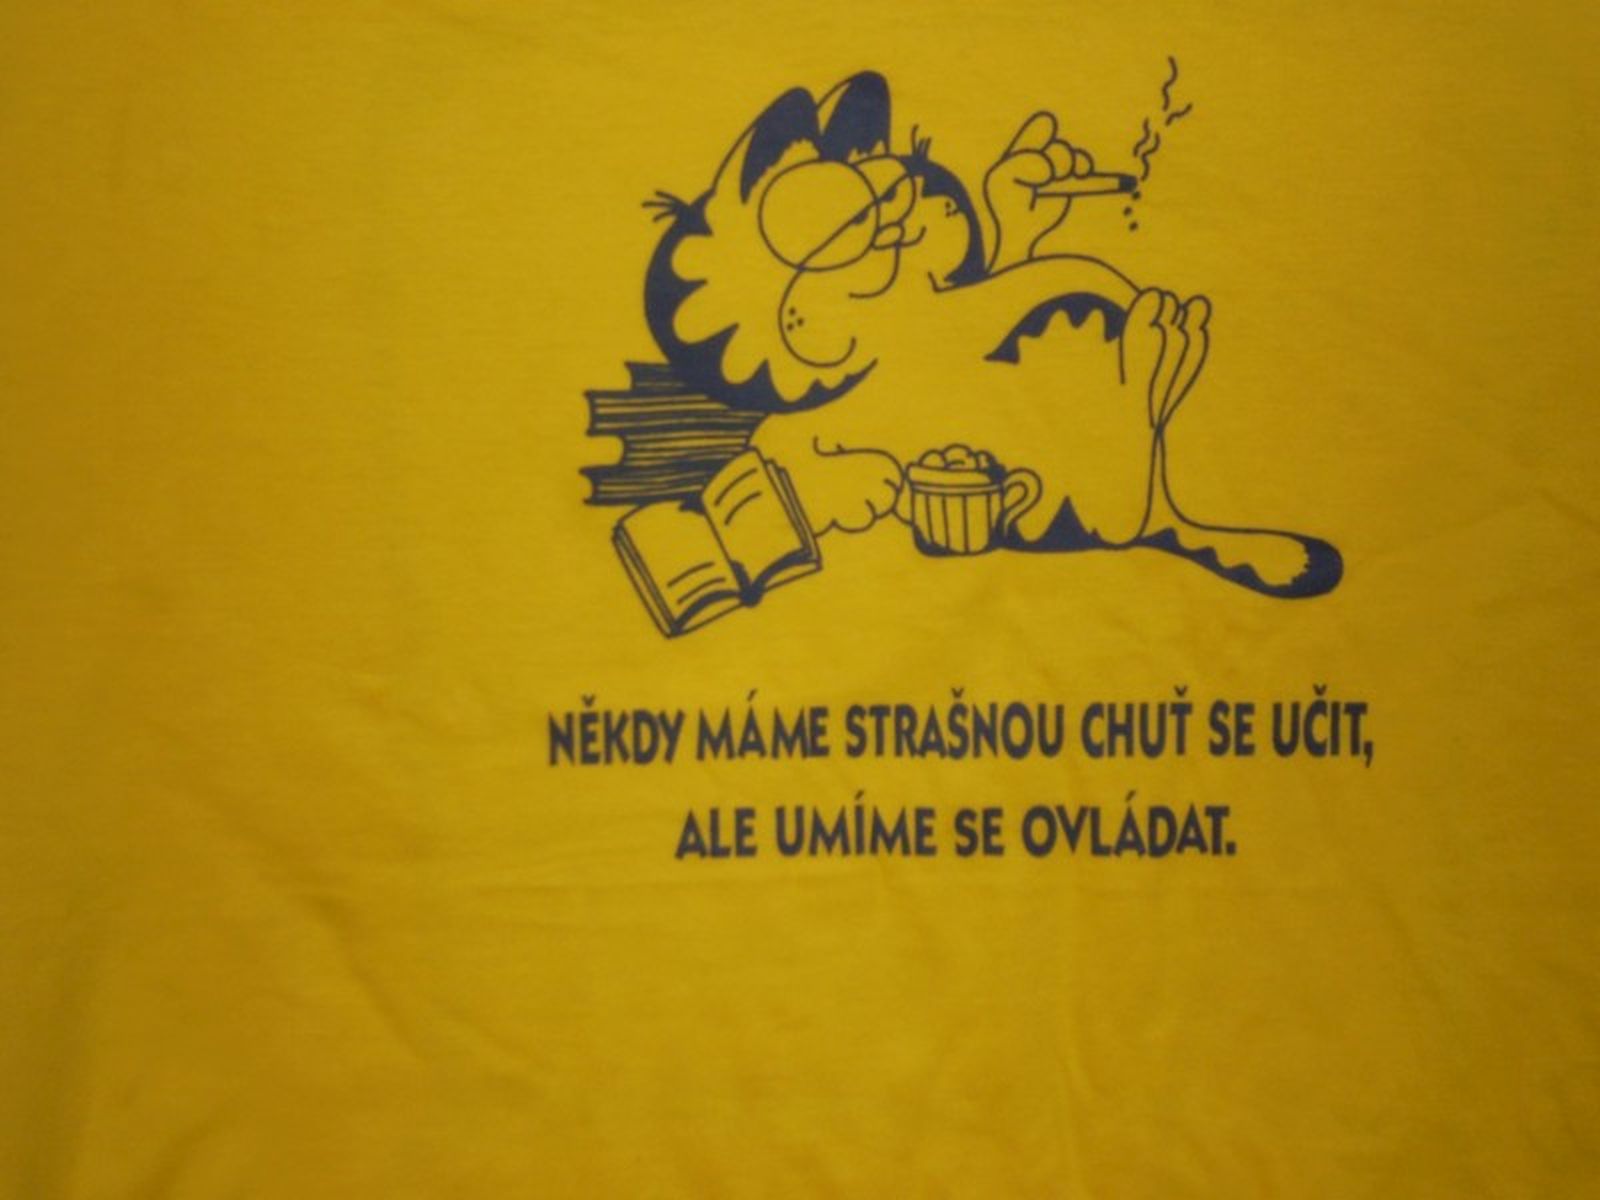 NĚKDY MÁME STRAŠNOU CHUŤ SE UČIT,
ALE UMÍME SE OVLÁDAT.